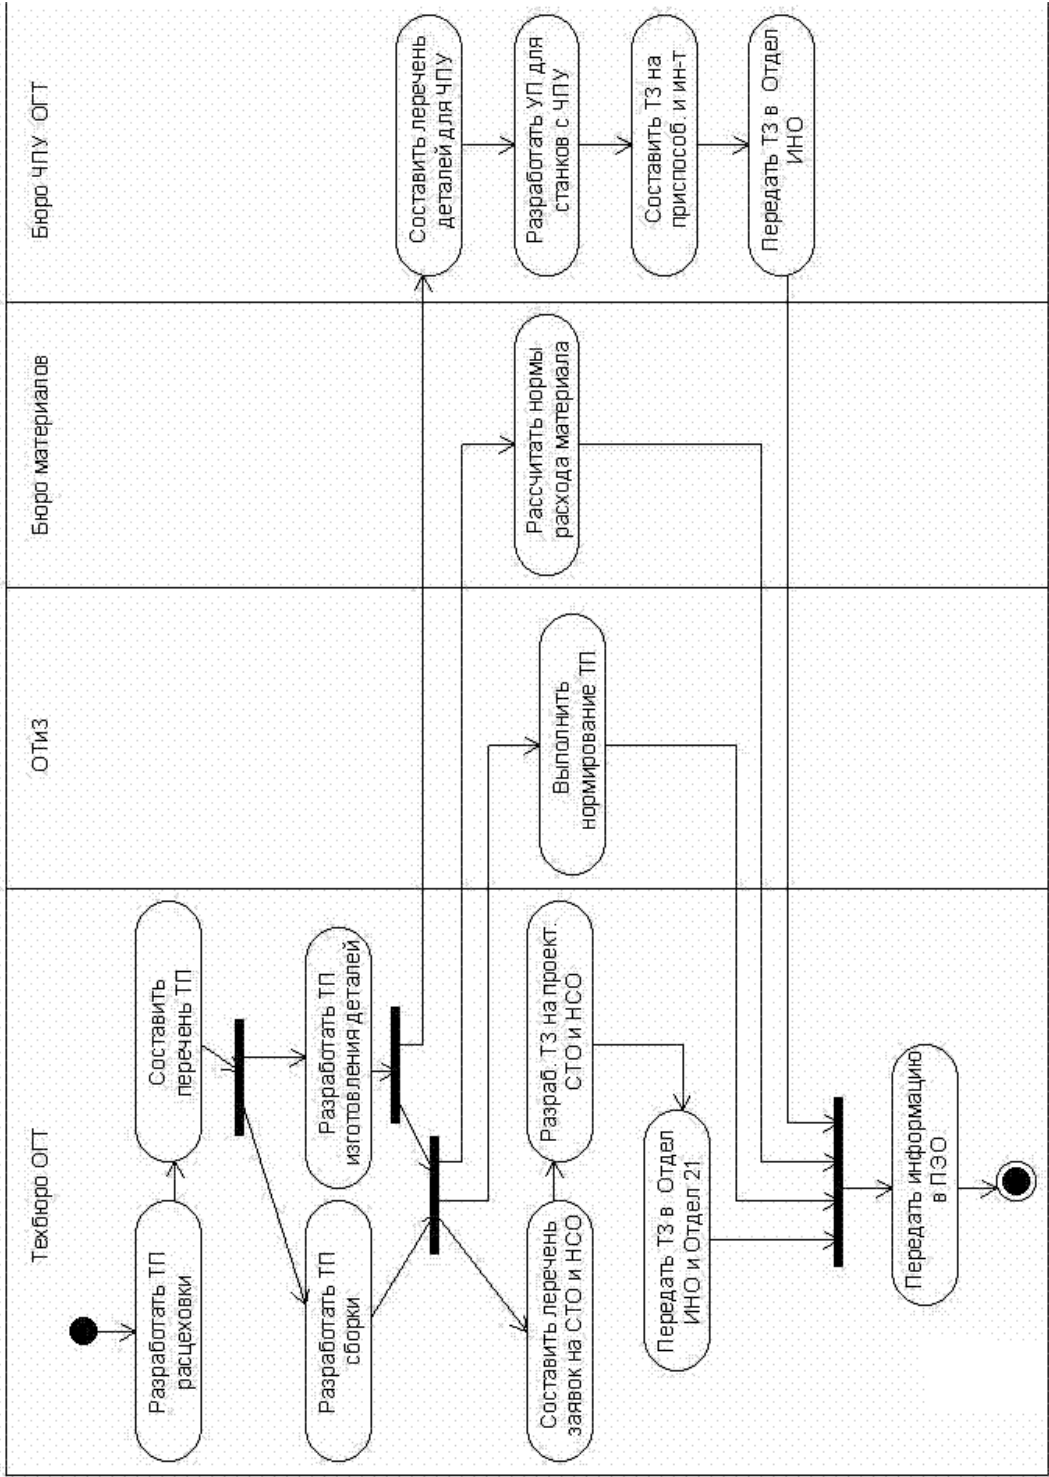 Техбюро ОГТ
ОТиЗ
Бюро материалов
Бюро ЧПУ ОГТ
Разработать ТП
расцеховки
Составить
перечень ТП
Разработать ТП
сборки
Разработать ТП
изготовления деталей
Составить леречень
деталей для ЧПУ
Составить леречень
заявок на СТО и НСО
Разраб. ТЗ на проект.
СТО и НСО
Выполнить
нормирование ТП
Рассчитать нормы
расхода материала
Разработать УП для
станков с ЧПУ
Составить ТЗ на
приспособ. и ин-т
Передать ТЗ в Отдел
ИНО и Отдел 21
Передать ТЗ в Отдел
ИНО
Передать информацию
в ПЭО